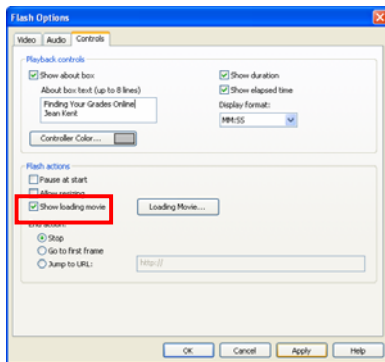 Flash Options
Video Audio Controls
Playback controls
Show about box
About box text (up to 8 lines)
Finding Your Grades Online
Jean Kent
Controller Color...
Show duration
Show elapsed time
Display format:
MM:SS
Flash actions
Pause at start
Allow resizing
Show loading movie
Loading Movie...
End action:
Stop
Go to first frame
Jump to URL:
http://
OK Cancel Apply Help